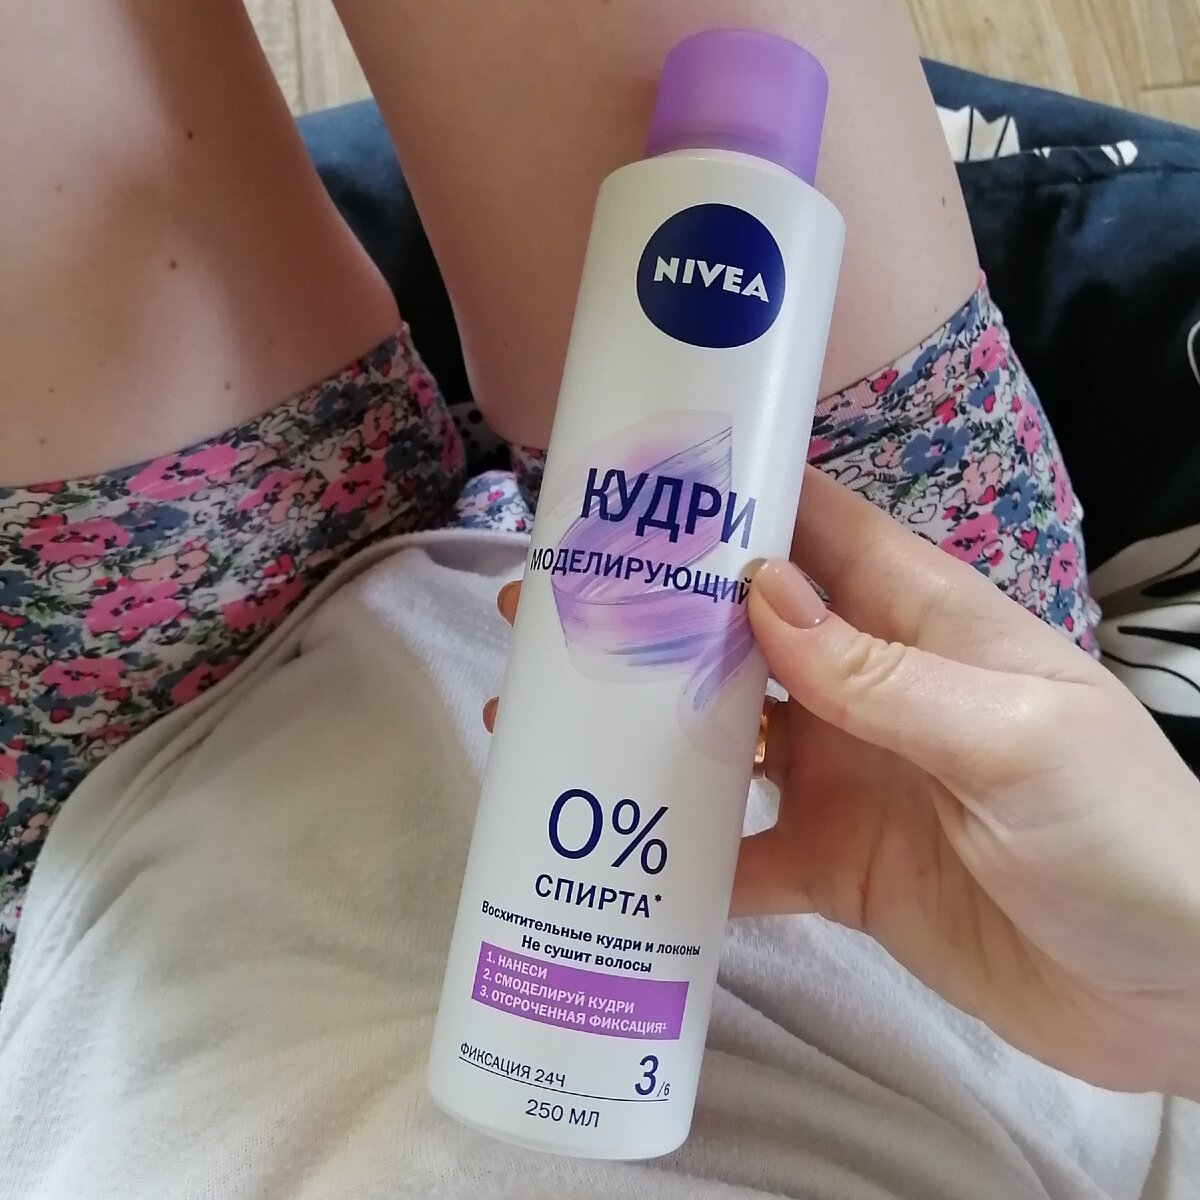 NIVEA
КУДРИ
МОДЕЛИРУЮЩИЙ
0%
СПИРТА*
Восхитительные кудри и локоны
Не сушит волосы
1. НАНЕСИ
2. СМОДЕЛИРУЙ КУДРИ
3. ОТСРОЧЕННАЯ ФИКСАЦИЯ¹
ФИКСАЦИЯ 24Ч 3/6
250 МЛ